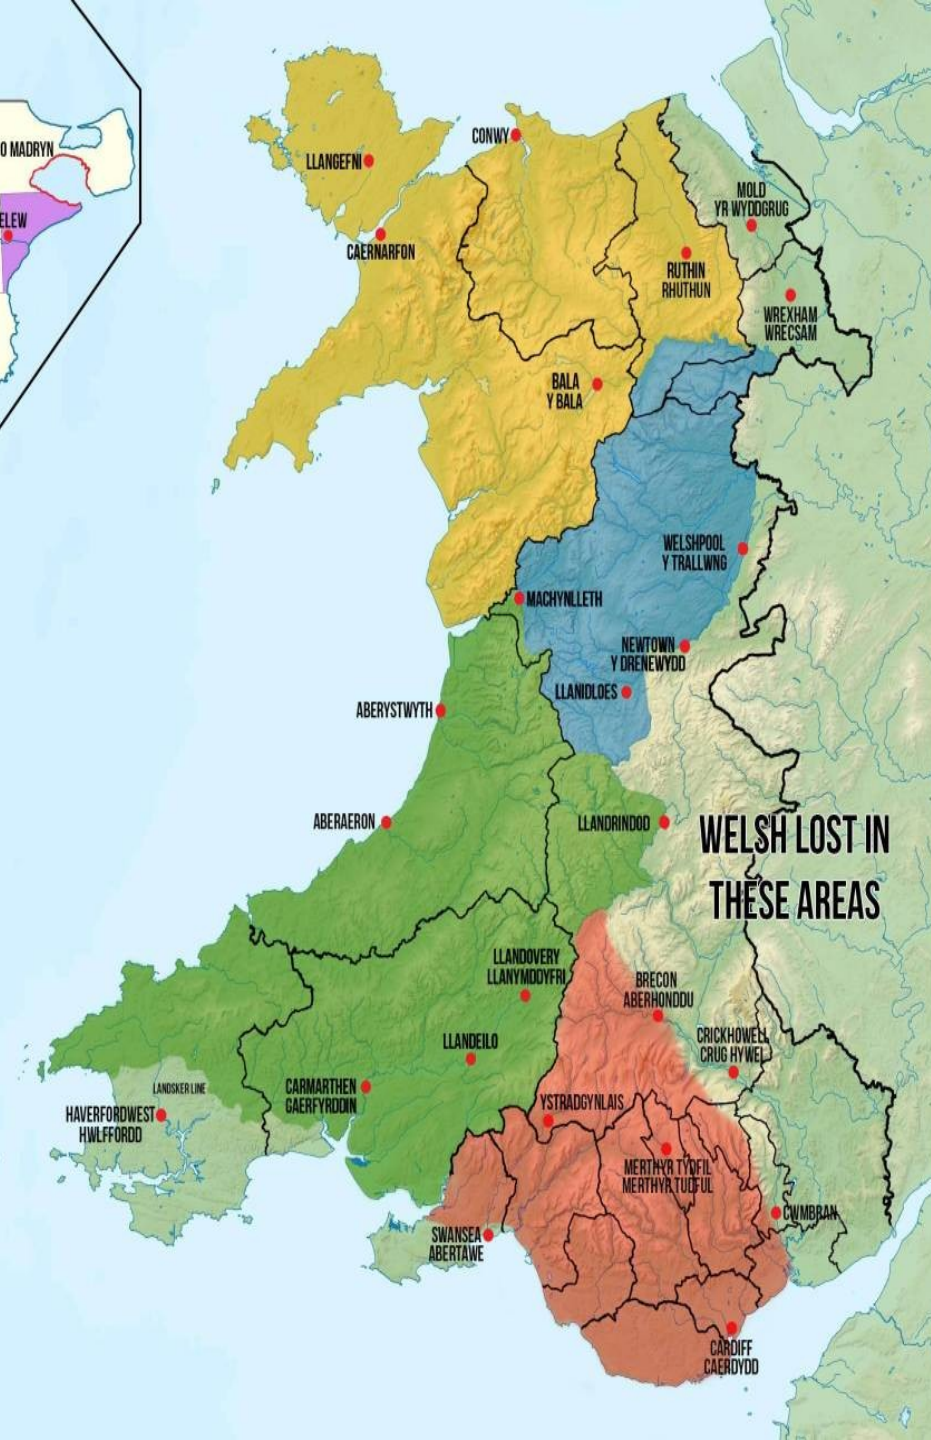 O MADRYN
ELEW
LLANGEFNI
CONWY
CAERNARFON
MOLD
YR WYDDGRUG
RUTHIN
RHUTHUN
WREXHAM
WRECSAM
BALA
Y BALA
WELSHPOOL
Y TRALLWNG
MACHYNLLETH
NEWTOWN
Y DRENEWYDD
LLANIDLOES
ABERYSTWYTH
ABERAERON
LLANDRINDOD
WELSH LOST IN
THESE AREAS
LLANDOVERY
LLANYMDDYFRI
BRECON
ABERHONDDU
CRICKHOWELL
CRUG HYWEL
LLANDEILO
LANDSKER LINE
CARMARTHEN
GAERFYRDDIN
HAVERFORDWEST
HWLFFORDD
YSTRADGYNLAIS
MERTHYR TYDFIL
MERTHYR TUDFUL
CWMBRAN
SWANSEA
ABERTAWE
CARDIFF
CAERDYDD